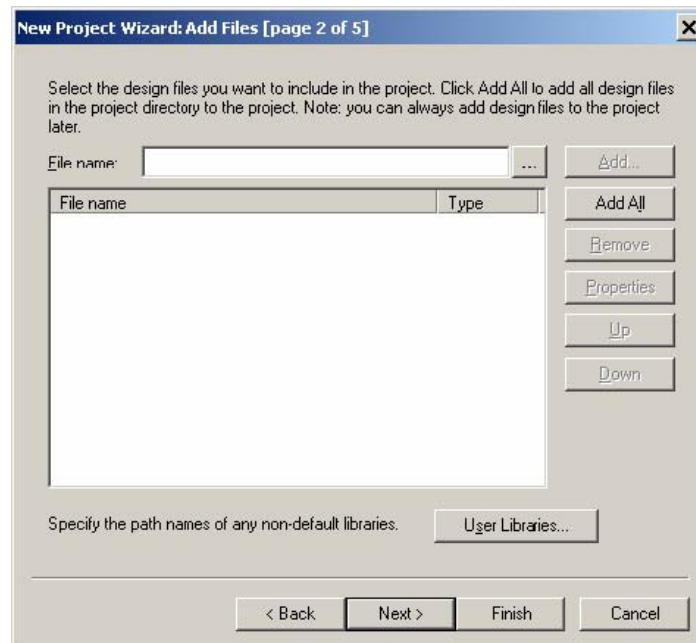 New Project Wizard: Add Files [page 2 of 5]
Select the design files you want to include in the project. Click Add All to add all design files
in the project directory to the project. Note: you can always add design files to the project
later.
File name: ... Add...
File name Type Add All
Remove
Properties
Up
Down
Specify the path names of any non-default libraries. User Libraries...
< Back Next > Finish Cancel